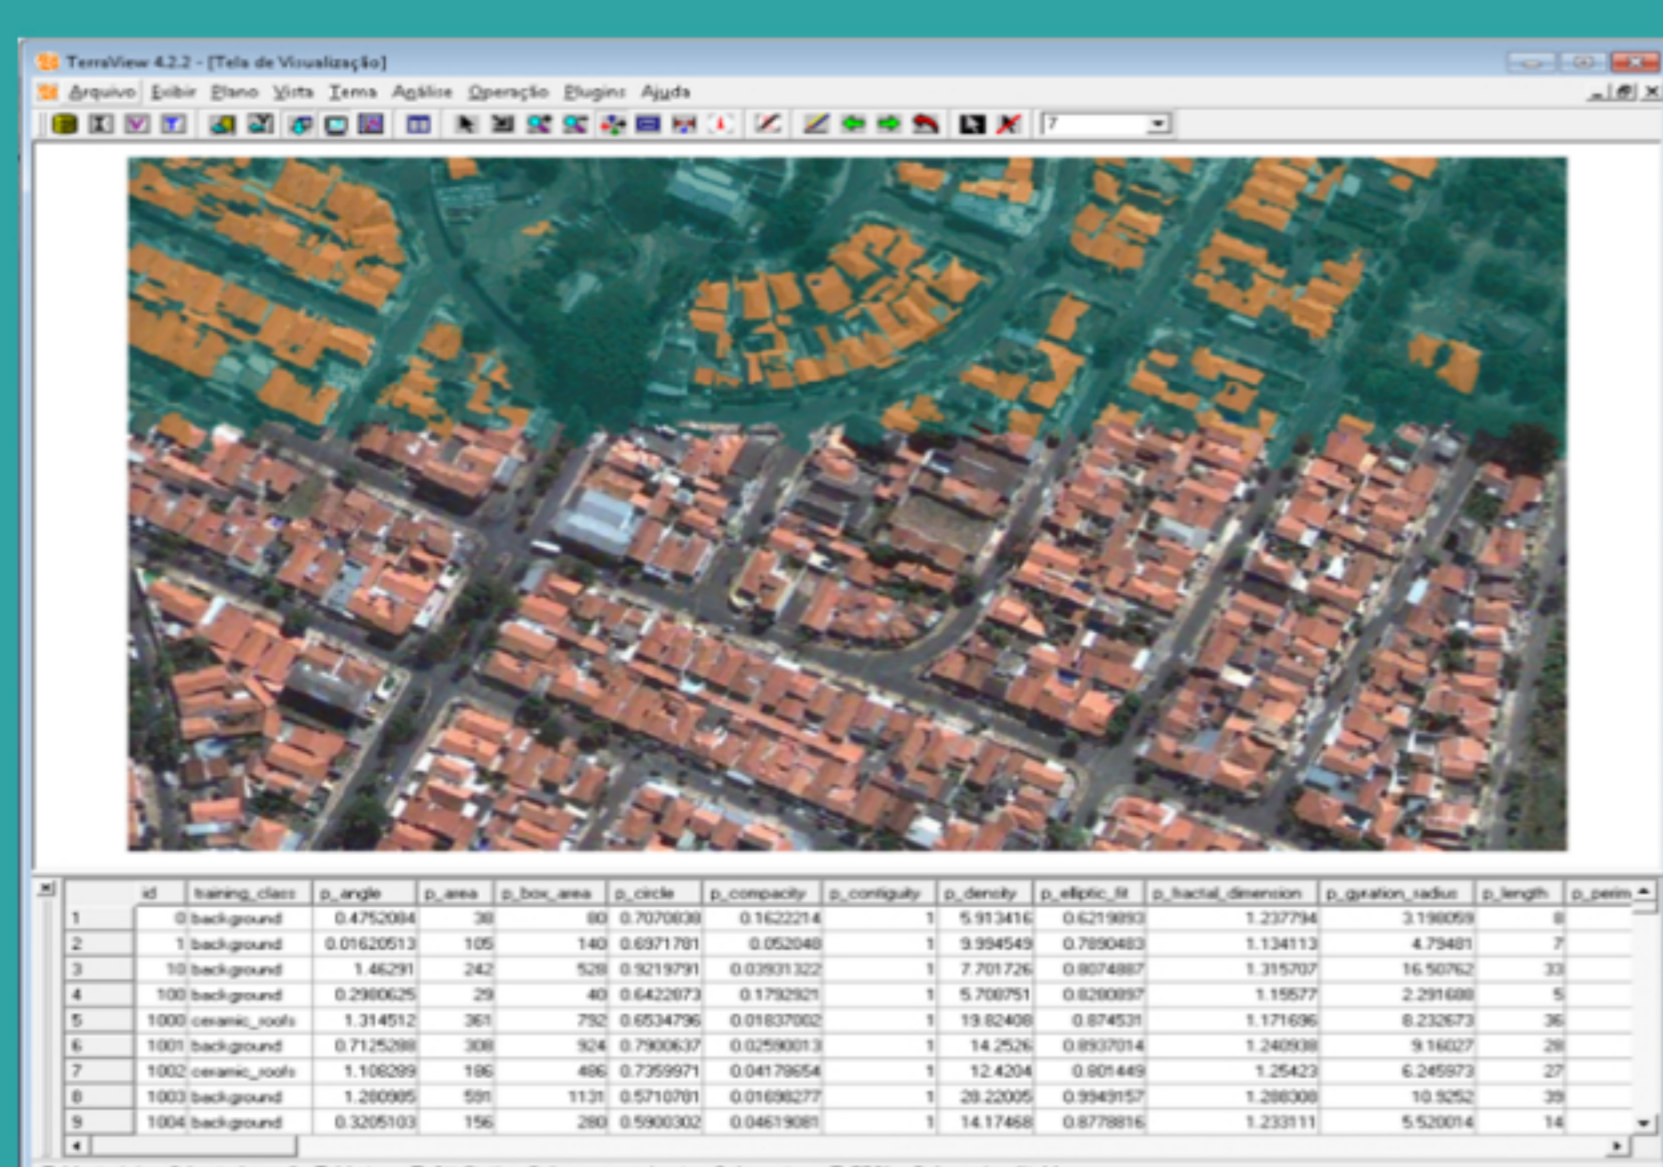 TerraView 4.2.2 - [Tela de Visualização]
Arquivo Exibir Plano Vista Tema Análise Operação Plugins Ajuda
7
id training_class p_angle p_area p_box_area p_circle p_compacity p_contiguity p_density p_elliptic_fit p_fractal_dimension p_gyration_radius p_length p_perim
1 0 background 0.4752084 38 80 0.7070838 0.1622214 1 5.913416 0.6219893 1.237794 3.198059 8
2 1 background 0.01620513 105 140 0.6971781 0.052048 1 9.994549 0.7890483 1.134113 4.79481 7
3 10 background 1.46291 242 528 0.9219791 0.03931322 1 7.701726 0.8074887 1.315707 16.50762 33
4 100 background 0.2980625 29 40 0.6422873 0.1792921 1 5.708751 0.8280897 1.15577 2.291688 5
5 1000 ceramic_roofs 1.314512 361 792 0.6534796 0.01837002 1 19.82408 0.874531 1.171696 8.232673 36
6 1001 background 0.7125288 308 924 0.7900637 0.02590013 1 14.2526 0.8937014 1.240938 9.16027 28
7 1002 ceramic_roofs 1.108289 186 486 0.7359971 0.04178654 1 12.4204 0.801449 1.25423 6.245973 27
8 1003 background 1.280985 591 1131 0.5710781 0.01698277 1 28.22005 0.9949157 1.288308 10.9252 39
9 1004 background 0.3205103 156 280 0.5900302 0.04619081 1 14.17468 0.8778816 1.233111 5.520014 14